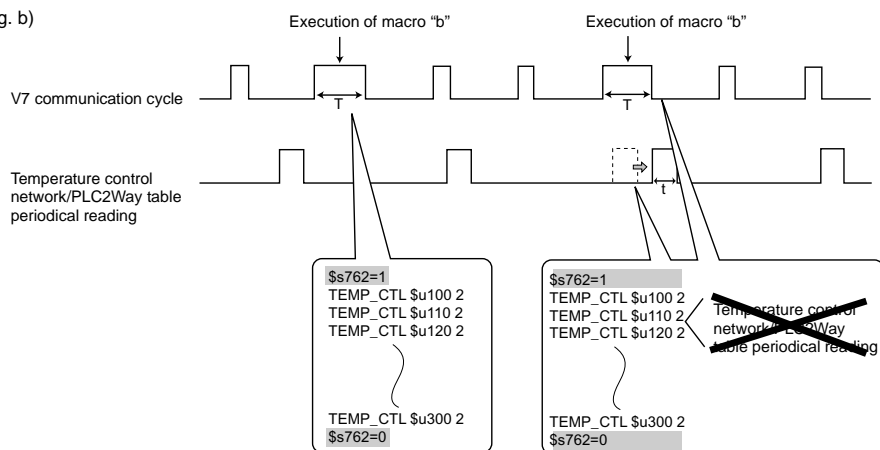 g. b)
Execution of macro “b”
Execution of macro “b”
V7 communication cycle
T
T
Temperature control
network/PLC2Way table
periodical reading
t
$s762=1
TEMP_CTL $u100 2
TEMP_CTL $u110 2
TEMP_CTL $u120 2
TEMP_CTL $u300 2
$s762=0
$s762=1
TEMP_CTL $u100 2
TEMP_CTL $u110 2
TEMP_CTL $u120 2
TEMP_CTL $u300 2
$s762=0
Temperature control
network/PLC2Way
table periodical reading